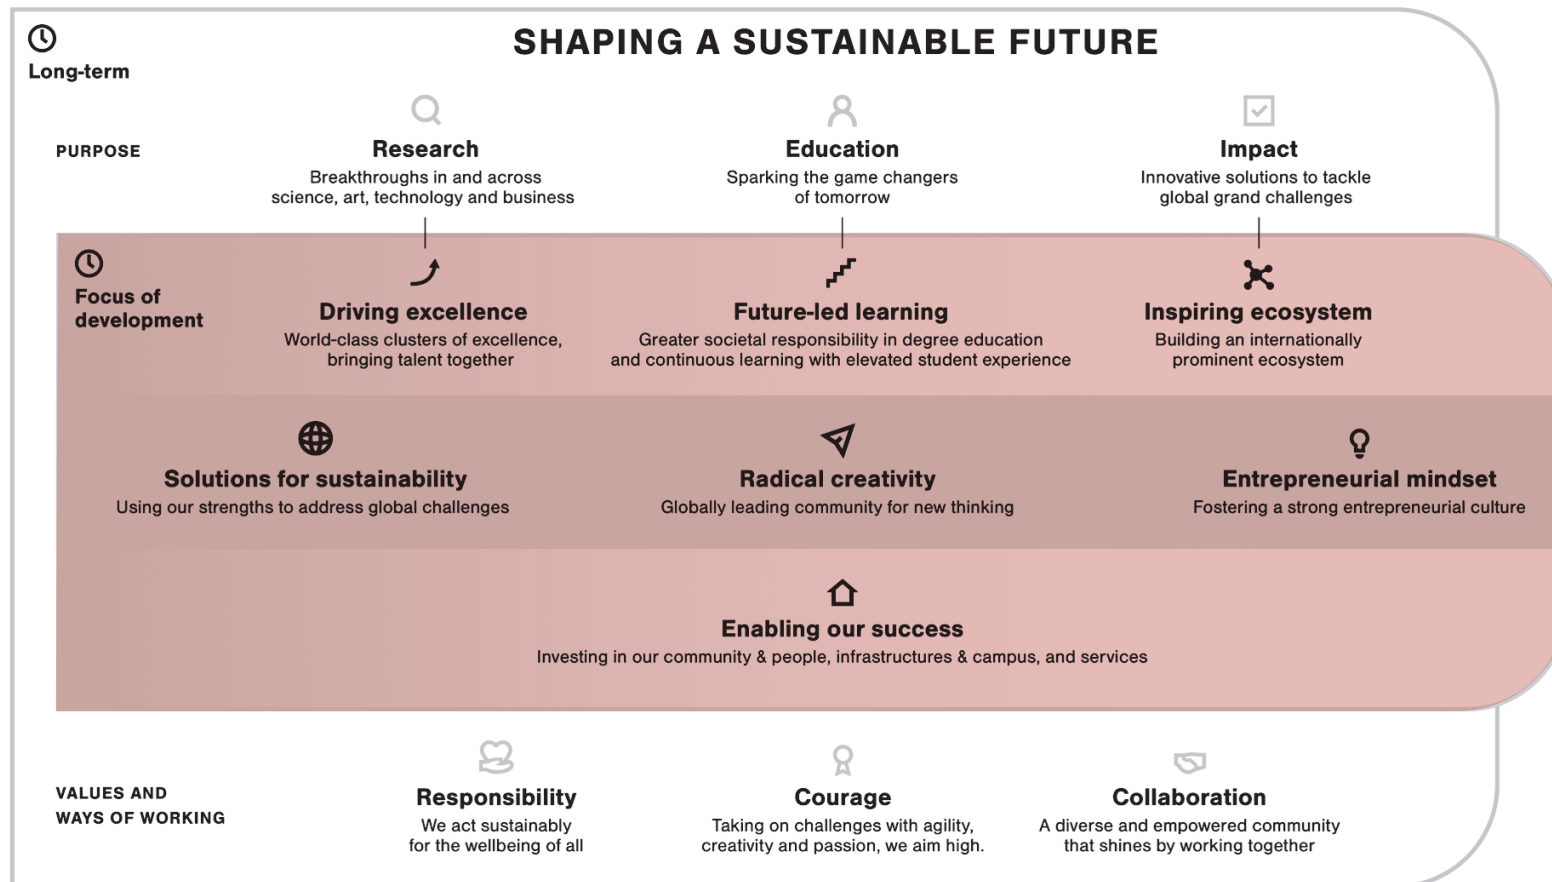 SHAPING A SUSTAINABLE FUTURE
Long-term
PURPOSE
Research
Breakthroughs in and across
science, art, technology and business
Education
Sparking the game changers
of tomorrow
Impact
Innovative solutions to tackle
global grand challenges
Focus of
development
Driving excellence
World-class clusters of excellence,
bringing talent together
Future-led learning
Greater societal responsibility in degree education
and continuous learning with elevated student experience
Inspiring ecosystem
Building an internationally
prominent ecosystem
Solutions for sustainability
Using our strengths to address global challenges
Radical creativity
Globally leading community for new thinking
Entrepreneurial mindset
Fostering a strong entrepreneurial culture
Enabling our success
Investing in our community & people, infrastructures & campus, and services
VALUES AND
WAYS OF WORKING
Responsibility
We act sustainably
for the wellbeing of all
Courage
Taking on challenges with agility,
creativity and passion, we aim high.
Collaboration
A diverse and empowered community
that shines by working together